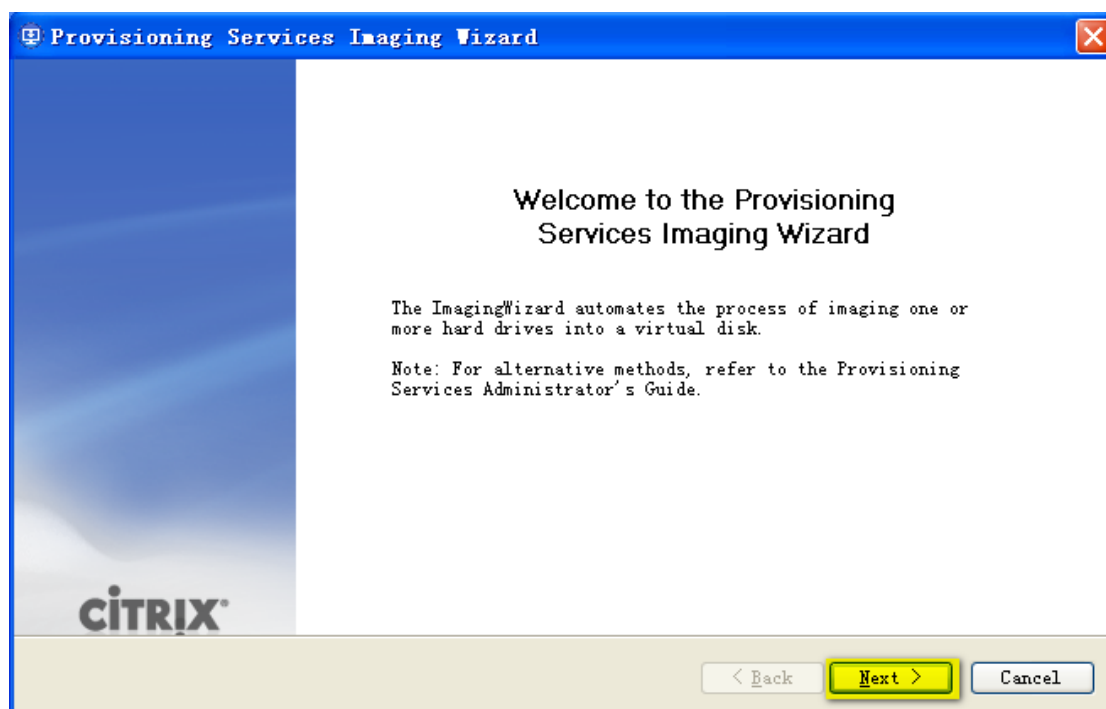 Provisioning Services Imaging Wizard
Welcome to the Provisioning
Services Imaging Wizard
The ImagingWizard automates the process of imaging one or
more hard drives into a virtual disk.
Note: For alternative methods, refer to the Provisioning
Services Administrator's Guide.
CİTRIX®
< Back
Next >
Cancel